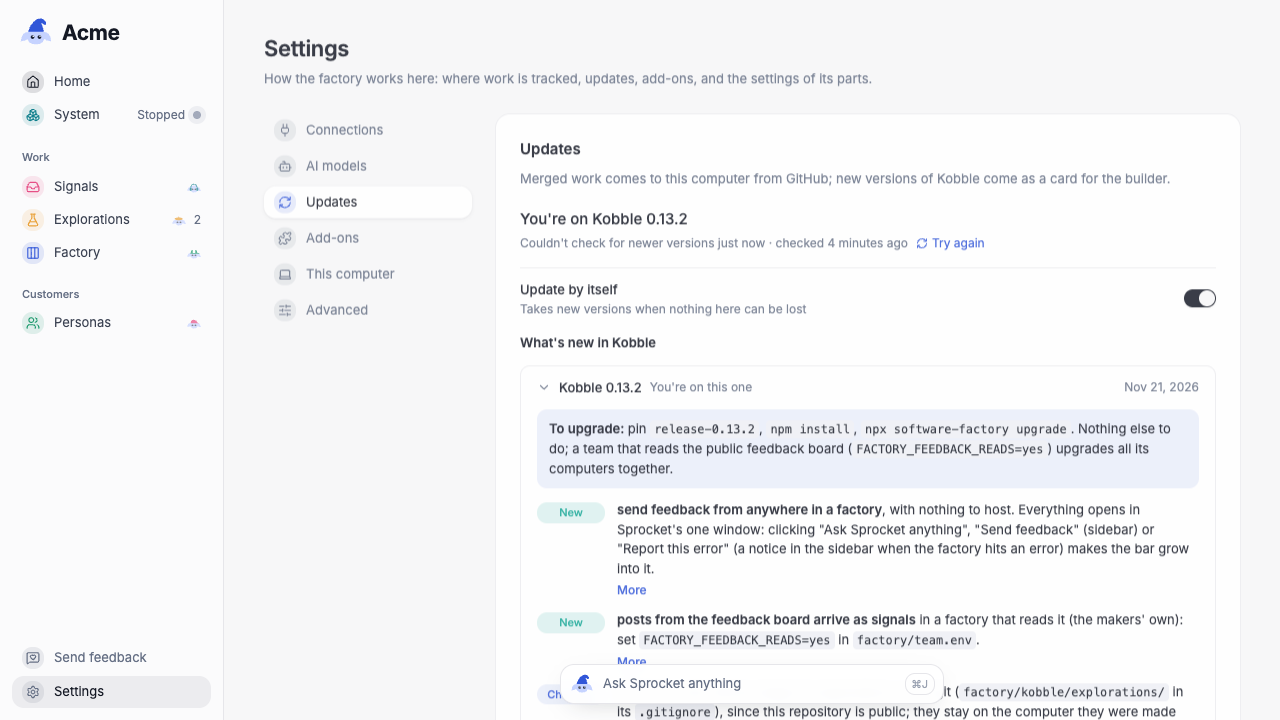 Acme
Home
System Stopped
Work
Signals
Explorations 2
Factory
Customers
Personas
Send feedback
Settings
Settings
How the factory works here: where work is tracked, updates, add-ons, and the settings of its parts.
Connections
AI models
Updates
Add-ons
This computer
Advanced
Updates
Merged work comes to this computer from GitHub; new versions of Kobble come as a card for the builder.
You're on Kobble 0.13.2
Couldn't check for newer versions just now · checked 4 minutes ago Try again
Update by itself
Takes new versions when nothing here can be lost
What's new in Kobble
Kobble 0.13.2 You're on this one Nov 21, 2026
To upgrade: pin release-0.13.2, npm install, npx software-factory upgrade. Nothing else to
do; a team that reads the public feedback board (FACTORY_FEEDBACK_READS=yes) upgrades all its
computers together.
New send feedback from anywhere in a factory, with nothing to host. Everything opens in
Sprocket's one window: clicking "Ask Sprocket anything", "Send feedback" (sidebar) or
"Report this error" (a notice in the sidebar when the factory hits an error) makes the bar grow
into it.
More
New posts from the feedback board arrive as signals in a factory that reads it (the makers' own):
set FACTORY_FEEDBACK_READS=yes in factory/team.env.
More
Ask Sprocket anything ⌘J
it (factory/kobble/explorations/ in
its .gitignore), since this repository is public; they stay on the computer they were made